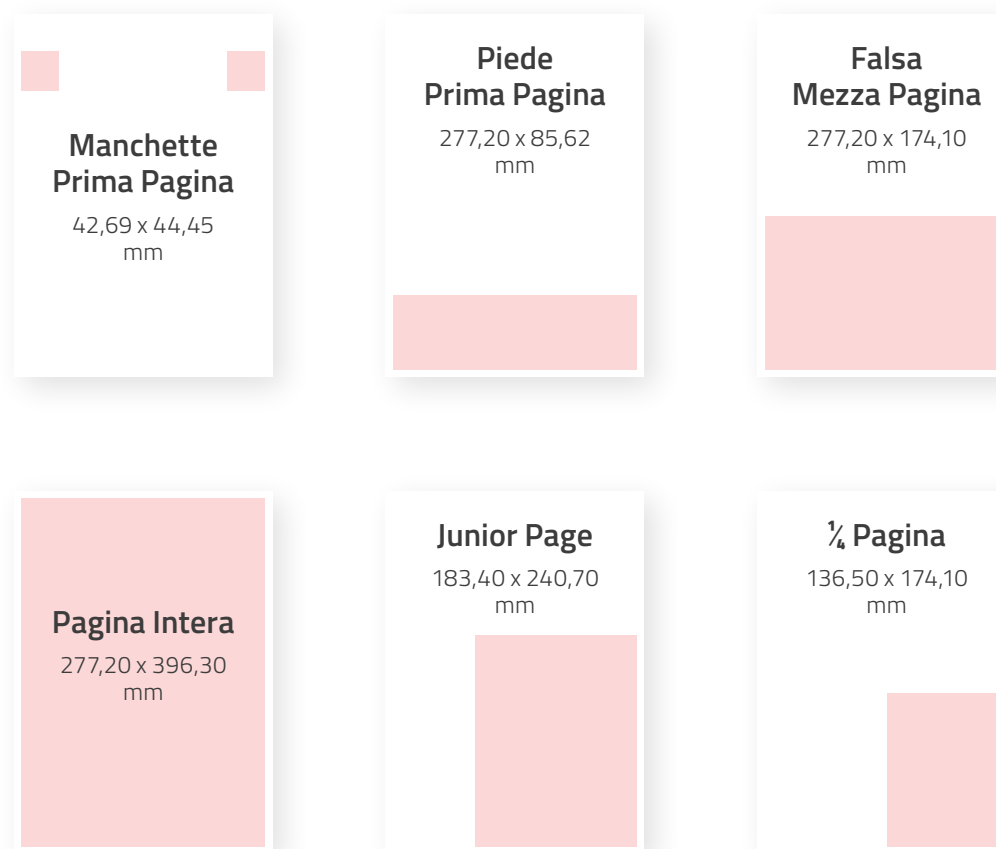 Manchette
Prima Pagina
42,69 x 44,45
mm
Piede
Prima Pagina
277,20 x 85,62
mm
Falsa
Mezza Pagina
277,20 x 174,10
mm
Pagina Intera
277,20 x 396,30
mm
Junior Page
183,40 x 240,70
mm
¼ Pagina
136,50 x 174,10
mm